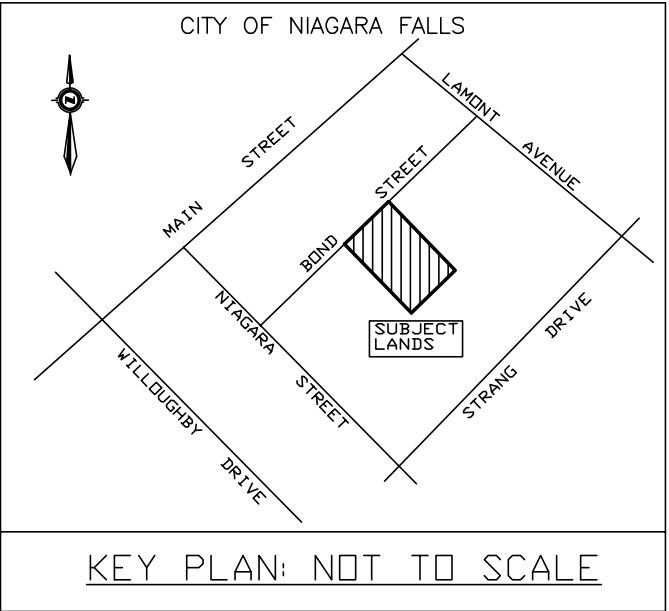 CITY OF NIAGARA FALLS
N
MAIN STREET
LAMONT AVENUE
BOND STREET
NIAGARA STREET
SUBJECT
LANDS
WILLOUGHBY DRIVE
STRANG DRIVE
KEY PLAN: NOT TO SCALE